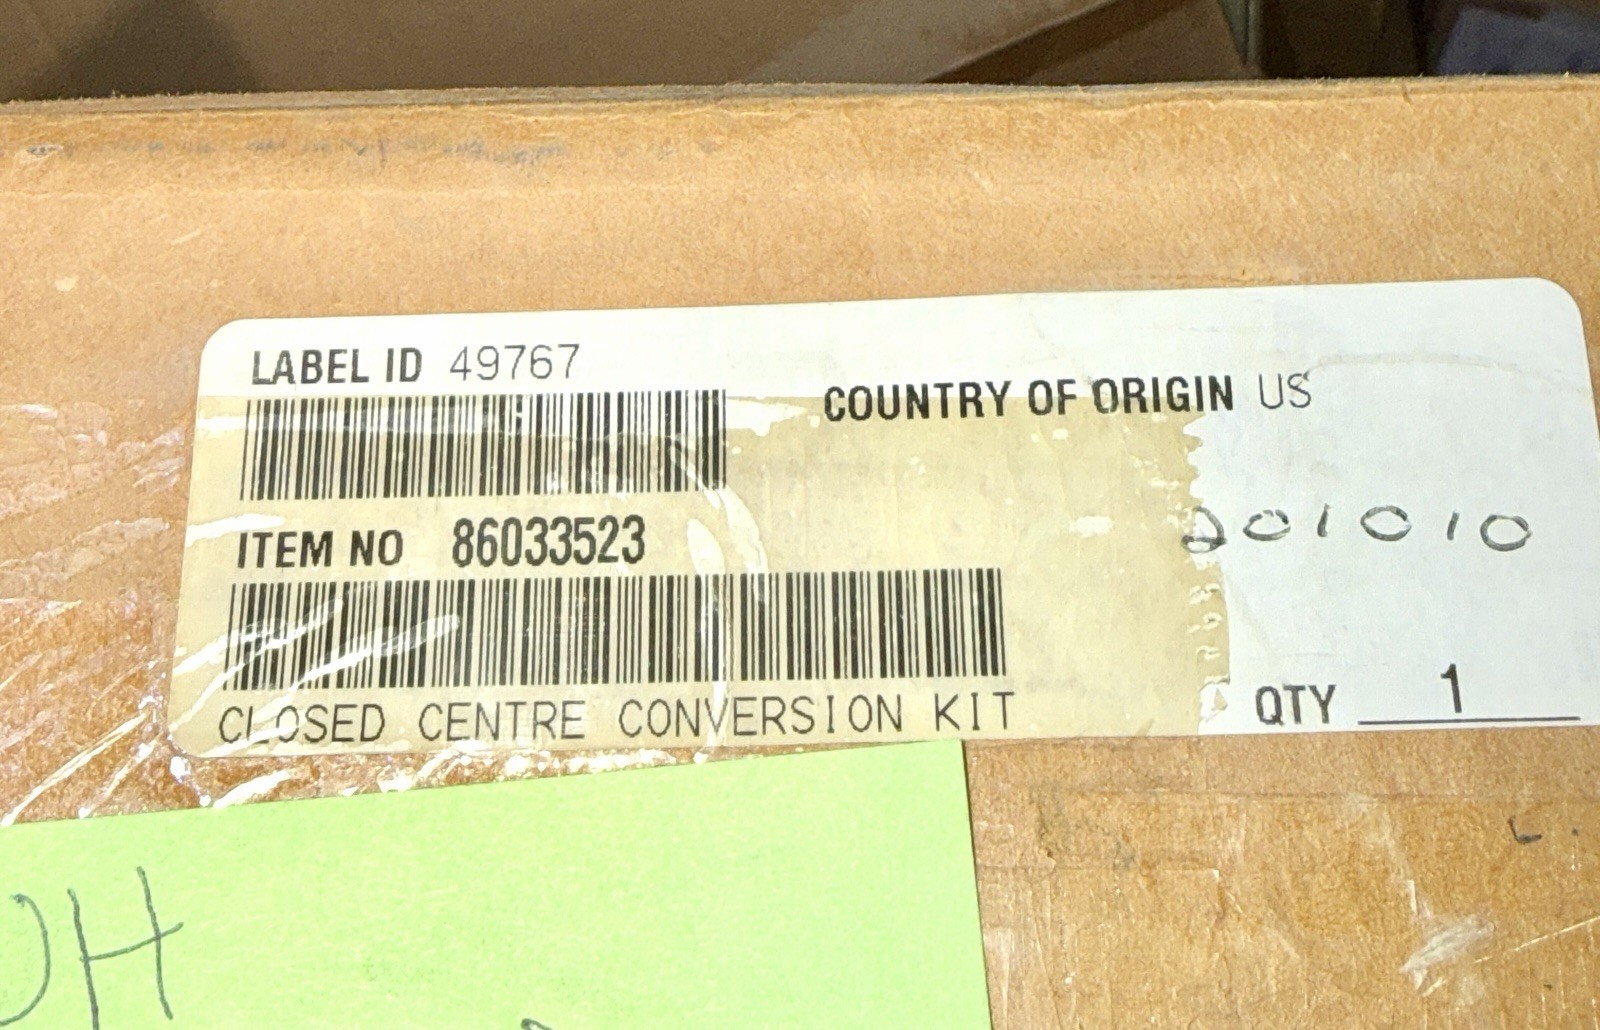 LABEL ID 49767
COUNTRY OF ORIGIN US
ITEM NO 86033523
201010
CLOSED CENTRE CONVERSION KIT
QTY 1